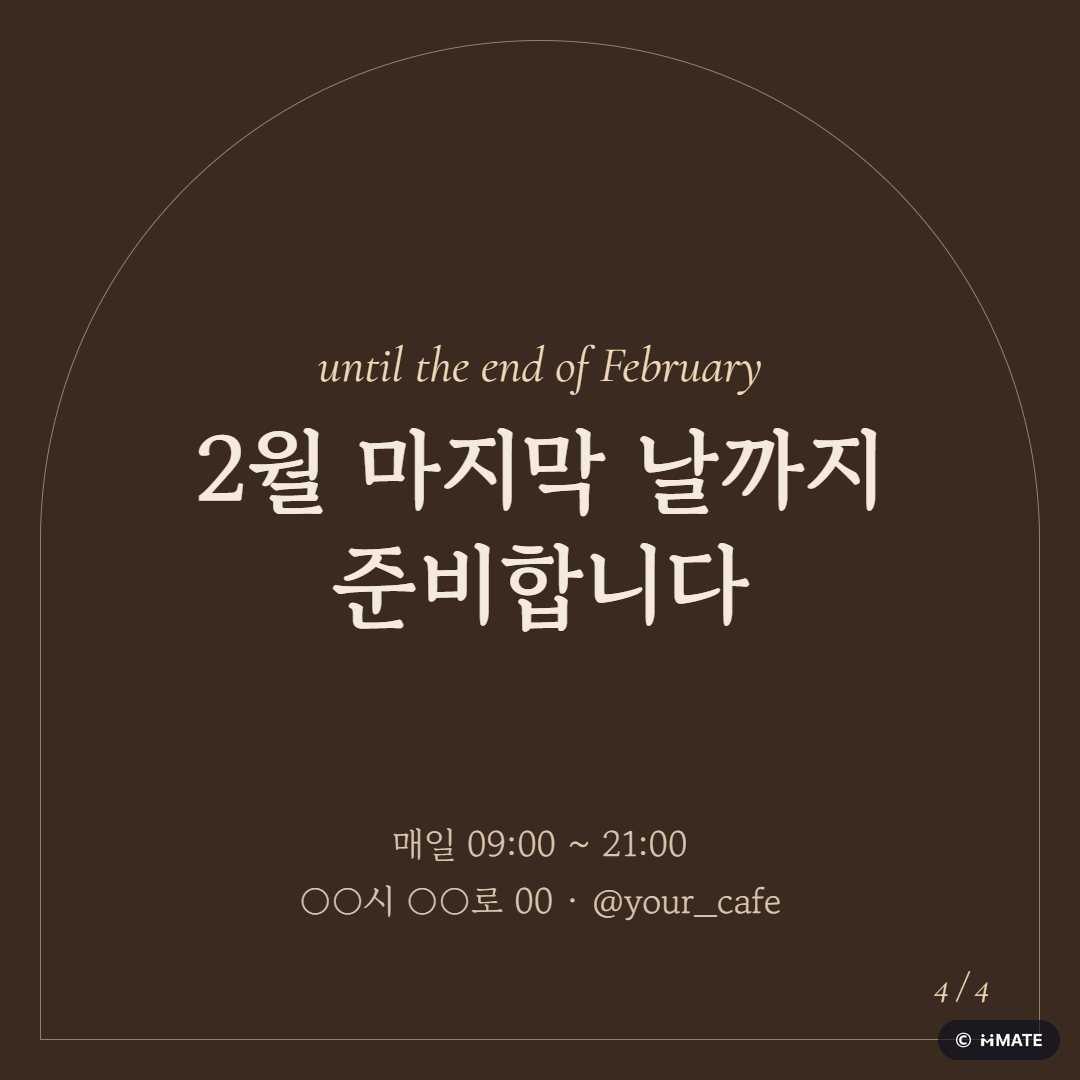 until the end of February
2월 마지막 날까지
준비합니다
매일 09:00 ~ 21:00
○○시 ○○로 00 · @your_cafe
4 / 4
© MMATE